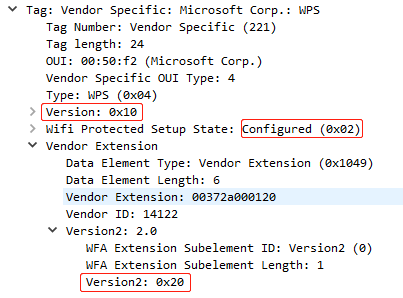 Tag: Vendor Specific: Microsoft Corp.: WPS
Tag Number: Vendor Specific (221)
Tag length: 24
OUI: 00:50:f2 (Microsoft Corp.)
Vendor Specific OUI Type: 4
Type: WPS (0x04)
Version: 0x10
Wifi Protected Setup State: Configured (0x02)
Vendor Extension
Data Element Type: Vendor Extension (0x1049)
Data Element Length: 6
Vendor Extension: 00372a000120
Vendor ID: 14122
Version2: 2.0
WFA Extension Subelement ID: Version2 (0)
WFA Extension Subelement Length: 1
Version2: 0x20